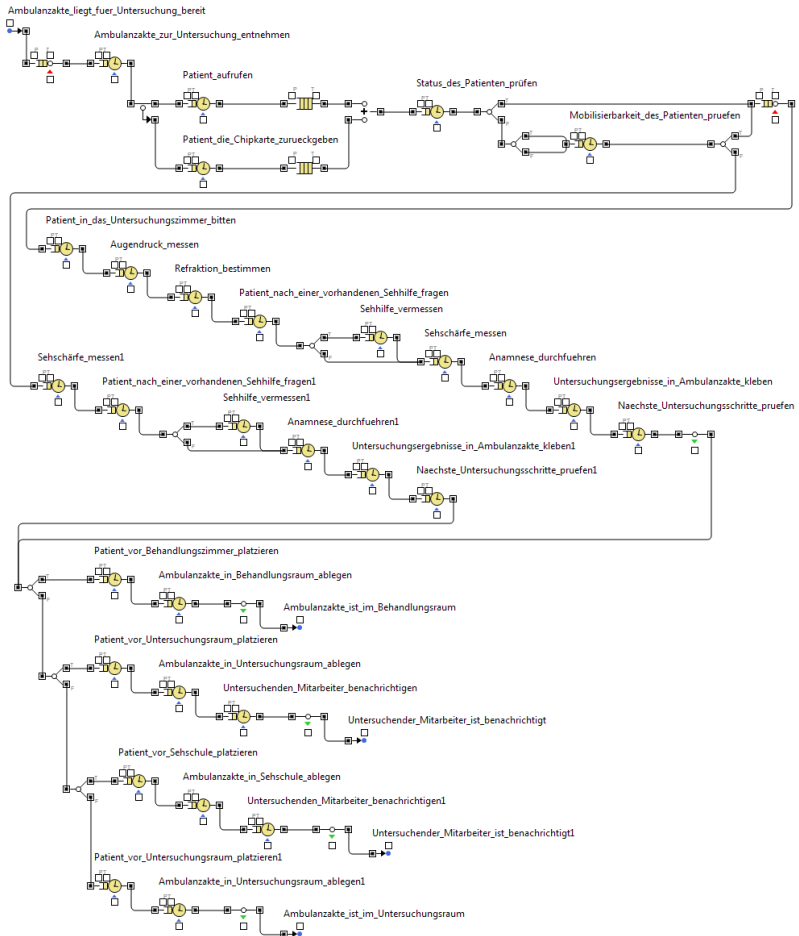 Ambulanzakte_liegt_fuer_Untersuchung_bereit
Ambulanzakte_zur_Untersuchung_entnehmen
Patient_aufrufen
Status_des_Patienten_prüfen
Mobilisierbarkeit_des_Patienten_pruefen
Patient_die_Chipkarte_zurueckgeben
Patient_in_das_Untersuchungszimmer_bitten
Augendruck_messen
Refraktion_bestimmen
Patient_nach_einer_vorhandenen_Sehhilfe_fragen
Sehhilfe_vermessen
Sehschärfe_messen
Sehschärfe_messen1
Anamnese_durchfuehren
Patient_nach_einer_vorhandenen_Sehhilfe_fragen1
Untersuchungsergebnisse_in_Ambulanzakte_kleben
Sehhilfe_vermessen1
Naechste_Untersuchungsschritte_pruefen
Anamnese_durchfuehren1
Untersuchungsergebnisse_in_Ambulanzakte_kleben1
Naechste_Untersuchungsschritte_pruefen1
Patient_vor_Behandlungszimmer_platzieren
Ambulanzakte_in_Behandlungsraum_ablegen
Ambulanzakte_ist_im_Behandlungsraum
Patient_vor_Untersuchungsraum_platzieren
Ambulanzakte_in_Untersuchungsraum_ablegen
Untersuchenden_Mitarbeiter_benachrichtigen
Untersuchender_Mitarbeiter_ist_benachrichtigt
Patient_vor_Sehschule_platzieren
Ambulanzakte_in_Sehschule_ablegen
Untersuchenden_Mitarbeiter_benachrichtigen1
Untersuchender_Mitarbeiter_ist_benachrichtigt1
Patient_vor_Untersuchungsraum_platzieren1
Ambulanzakte_in_Untersuchungsraum_ablegen1
Ambulanzakte_ist_im_Untersuchungsraum